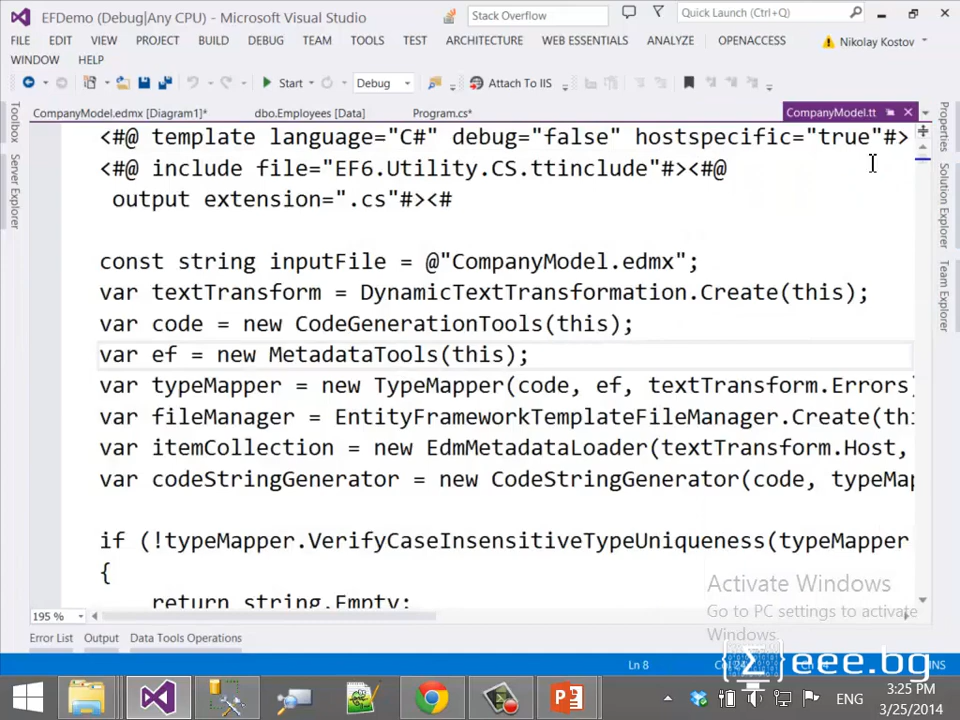 EFDemo (Debug|Any CPU) - Microsoft Visual Studio
Stack Overflow
Quick Launch (Ctrl+Q)
FILE EDIT VIEW PROJECT BUILD DEBUG TEAM TOOLS TEST ARCHITECTURE WEB ESSENTIALS ANALYZE OPENACCESS Nikolay Kostov
WINDOW HELP
Start Debug Attach To IIS
CompanyModel.edmx [Diagram1]* dbo.Employees [Data] Program.cs* CompanyModel.tt
Toolbox
Server Explorer
Properties
Solution Explorer
Team Explorer
<#@ template language="C#" debug="false" hostspecific="true"#>
<#@ include file="EF6.Utility.CS.ttinclude"#><#@
output extension=".cs"#><#
const string inputFile = @"CompanyModel.edmx";
var textTransform = DynamicTextTransformation.Create(this);
var code = new CodeGenerationTools(this);
var ef = new MetadataTools(this);
var typeMapper = new TypeMapper(code, ef, textTransform.Errors)
var fileManager = EntityFrameworkTemplateFileManager.Create(thi
var itemCollection = new EdmMetadataLoader(textTransform.Host,
var codeStringGenerator = new CodeStringGenerator(code, typeMap
if (!typeMapper.VerifyCaseInsensitiveTypeUniqueness(typeMapper
{
return string.Empty;
Activate Windows
Go to PC settings to activate
Windows.
195 %
Error List Output Data Tools Operations
Ln 8
eee.bg
ENG
3:25 PM
3/25/2014